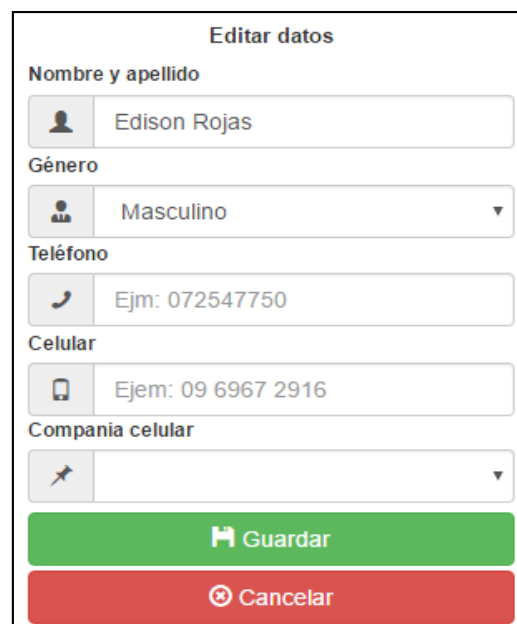 Editar datos
Nombre y apellido
Edison Rojas
Género
Masculino
Teléfono
Ejm: 072547750
Celular
Ejem: 09 6967 2916
Compania celular
Guardar
Cancelar